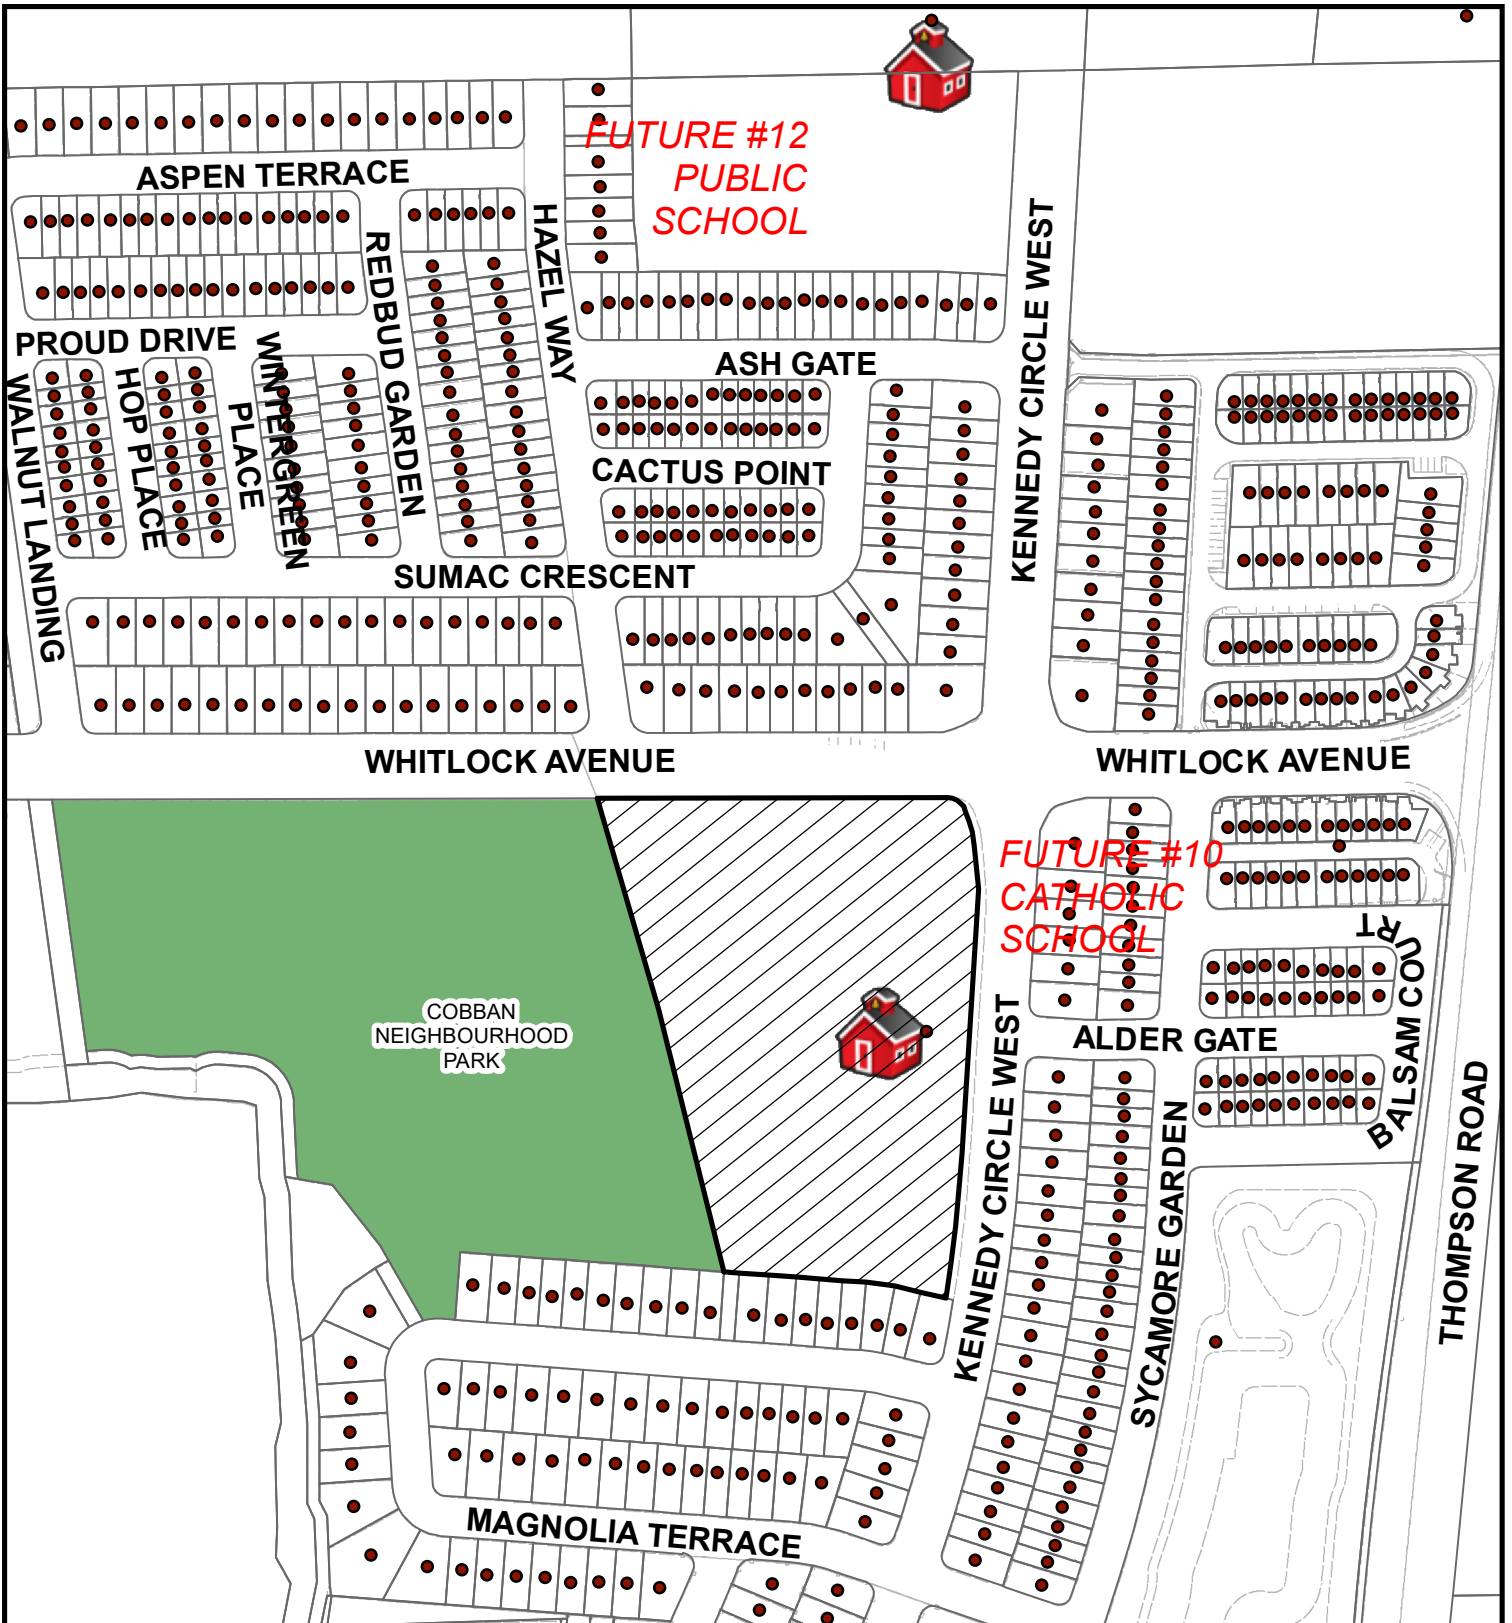 FUTURE #12
PUBLIC
SCHOOL
ASPEN TERRACE
HAZEL WAY
KENNEDY CIRCLE WEST
REDBUD GARDEN
PROUD DRIVE
WINTERGREEN
PLACE
ASH GATE
WALNUT LANDING
HOP PLACE
CACTUS POINT
SUMAC CRESCENT
WHITLOCK AVENUE
WHITLOCK AVENUE
FUTURE #10
CATHOLIC
SCHOOL
BALSAM COURT
COBBAN
NEIGHBOURHOOD
PARK
KENNEDY CIRCLE WEST
ALDER GATE
SYCAMORE GARDEN
THOMPSON ROAD
MAGNOLIA TERRACE